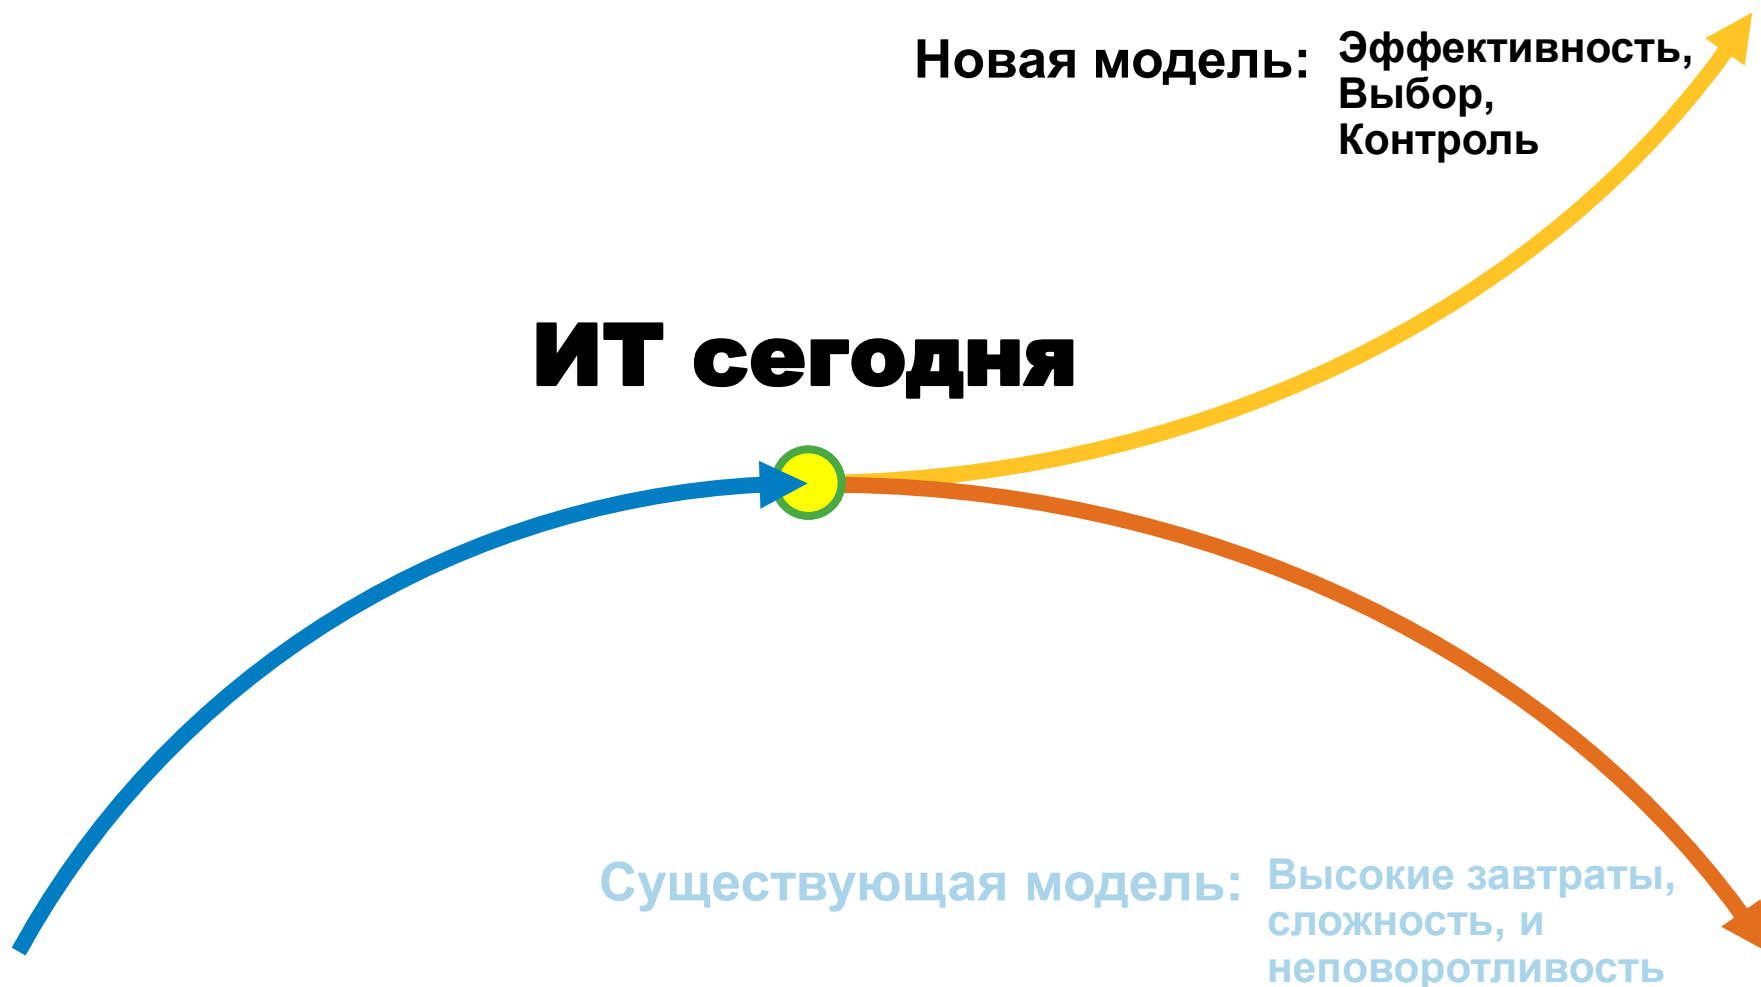 Новая модель:
Эффективность,
Выбор,
Контроль
ИТ сегодня
Существующая модель:
Высокие завтраты,
сложность, и
неповоротливость